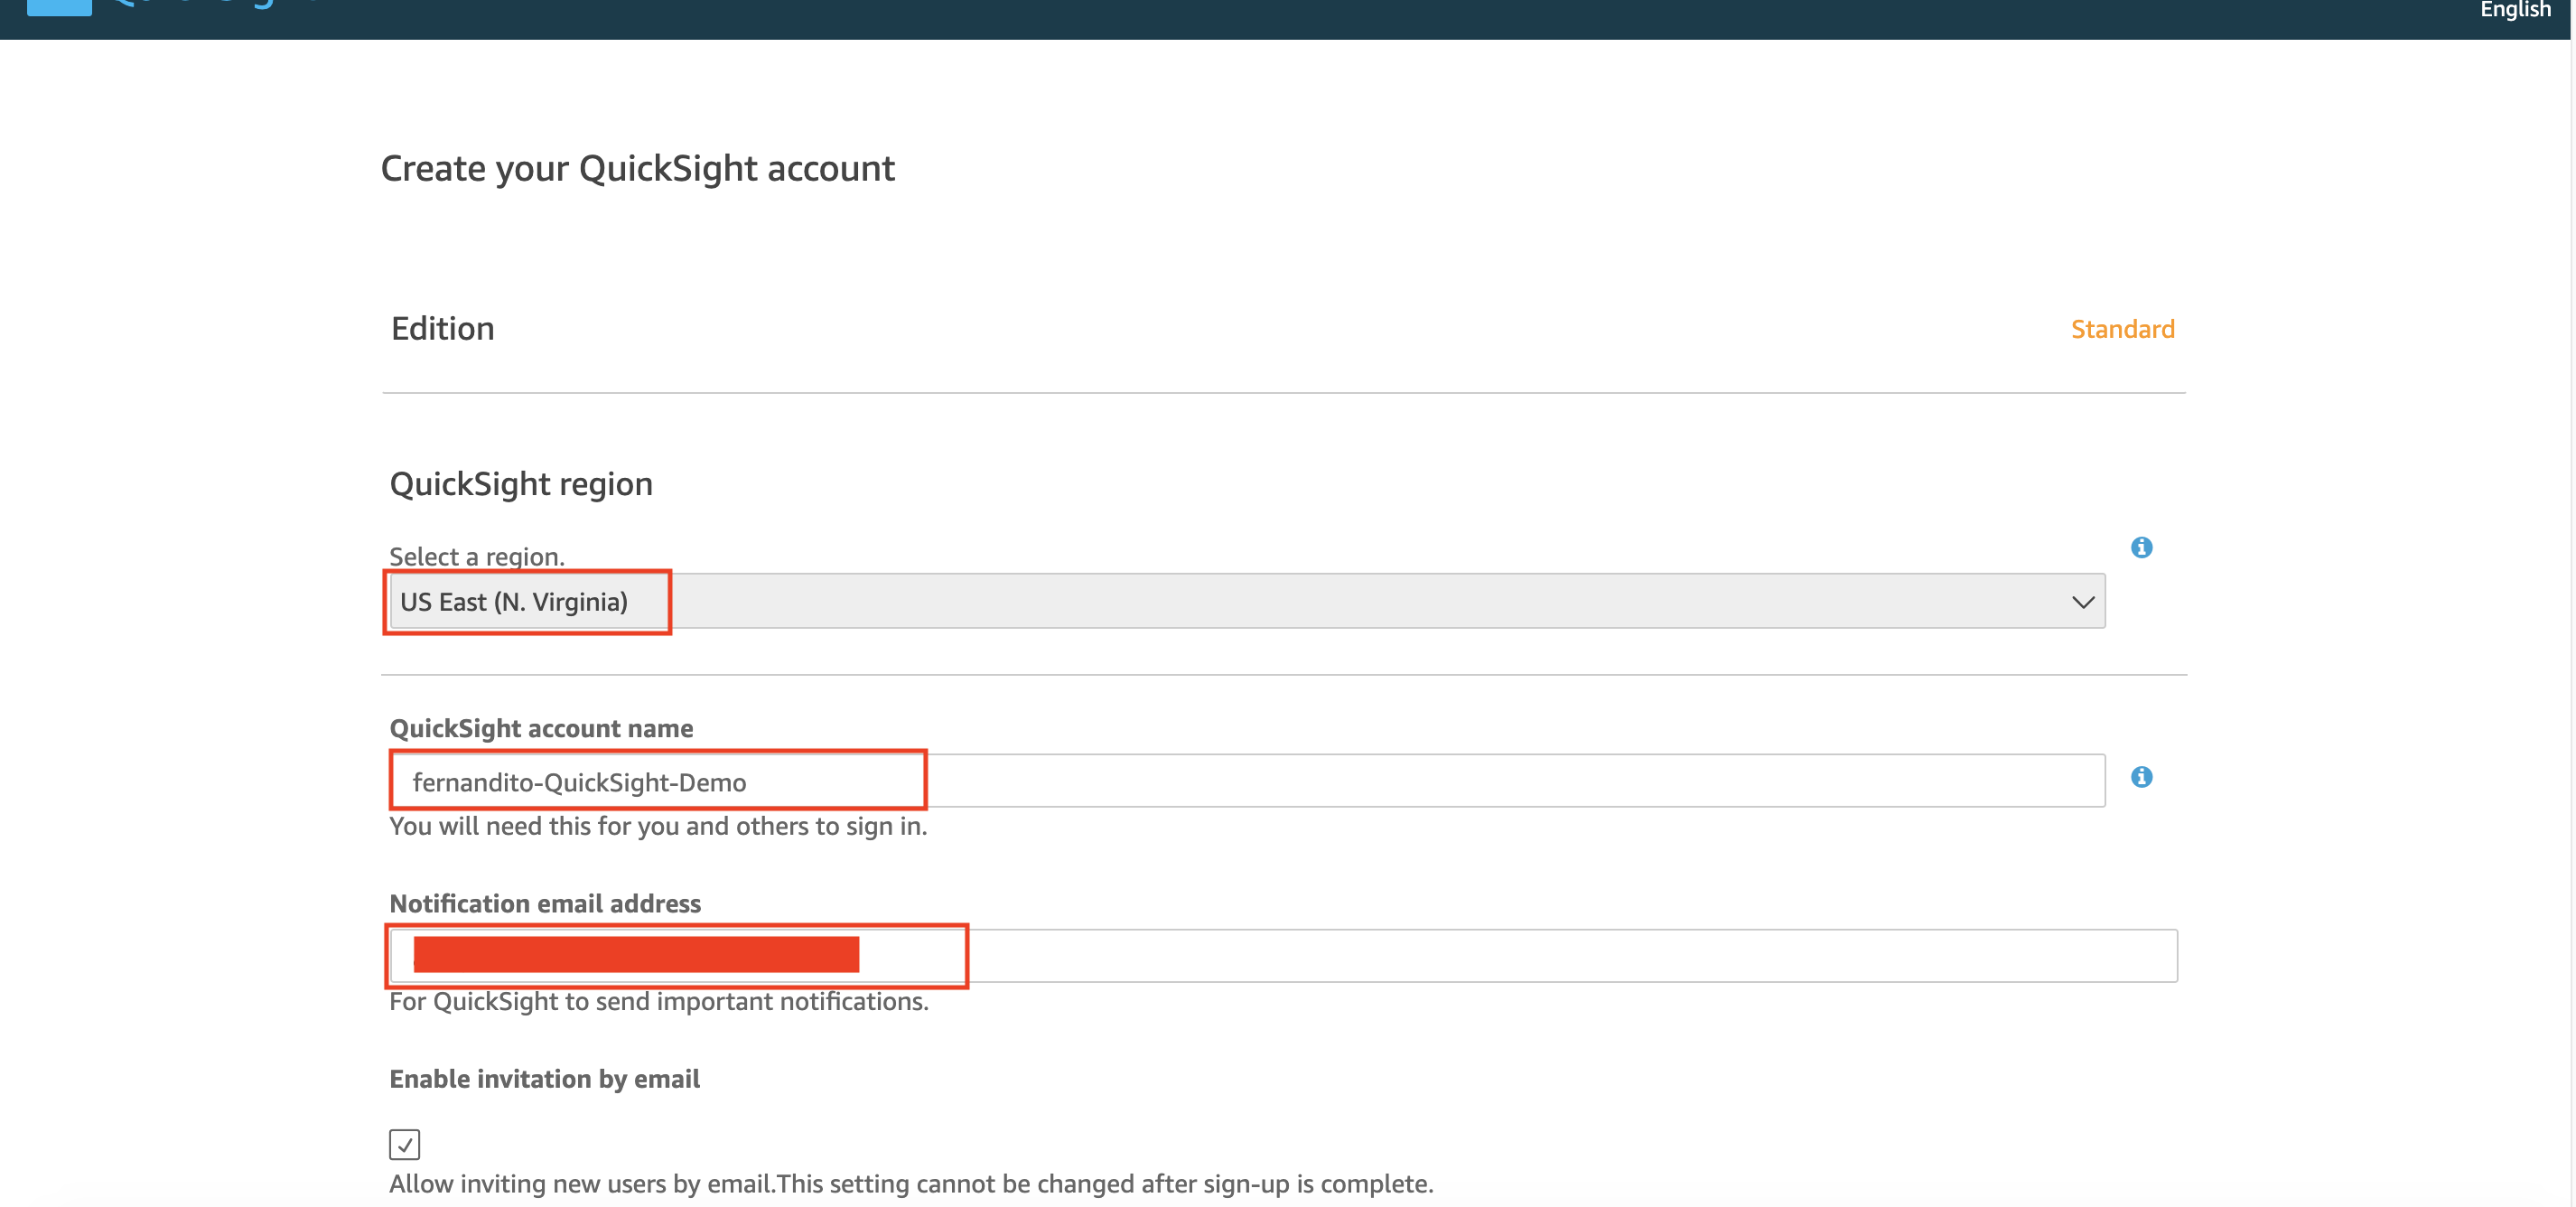 English
Create your QuickSight account
Edition
Standard
QuickSight region
Select a region.
US East (N. Virginia)
QuickSight account name
fernandito-QuickSight-Demo
You will need this for you and others to sign in.
Notification email address
For QuickSight to send important notifications.
Enable invitation by email
Allow inviting new users by email.This setting cannot be changed after sign-up is complete.